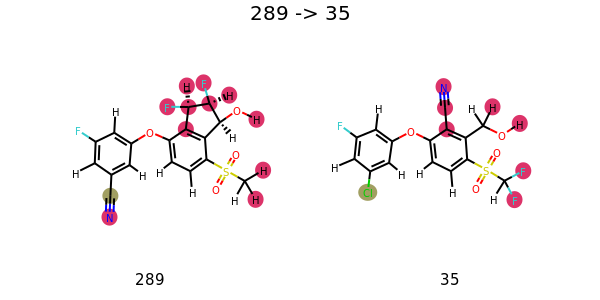 289 -> 35
H F H
F H
F H O O H
H
H H O S H
N H O H H
N H
F H O H
O H
H Cl H H O S F
H O H F
289 35